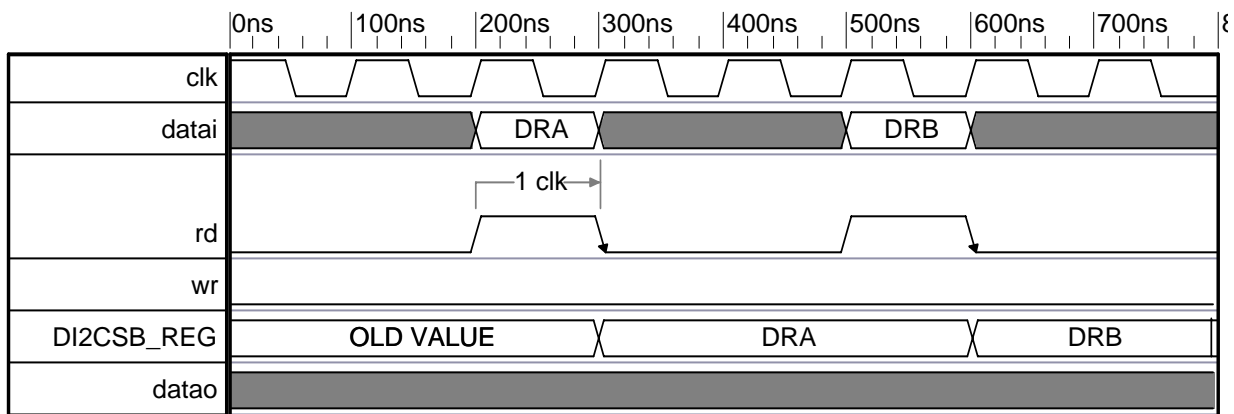 0ns 100ns 200ns 300ns 400ns 500ns 600ns 700ns 8
clk
datai DRA DRB
1 clk
rd
wr
DI2CSB_REG OLD VALUE DRA DRB
datao